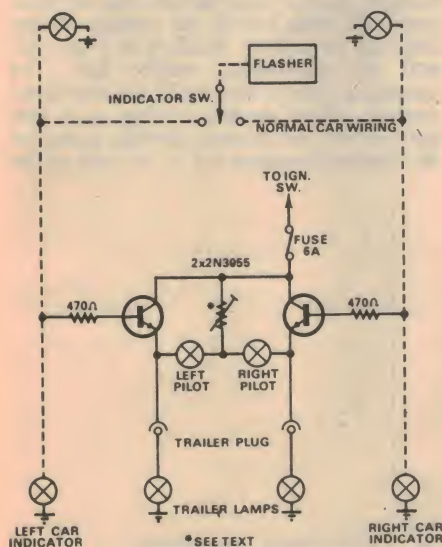 FLASHER
INDICATOR SW.
NORMAL CAR WIRING
TO IGN.
SW.
FUSE
6A
2x2N3055
470Ω
470Ω
*
LEFT
PILOT
RIGHT
PILOT
TRAILER PLUG
TRAILER LAMPS
LEFT CAR
INDICATOR
*SEE TEXT
RIGHT CAR
INDICATOR